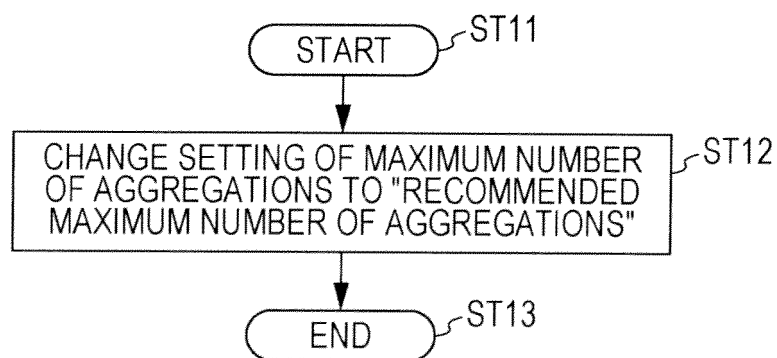 START
ST11
CHANGE SETTING OF MAXIMUM NUMBER
OF AGGREGATIONS TO "RECOMMENDED
MAXIMUM NUMBER OF AGGREGATIONS"
ST12
END
ST13